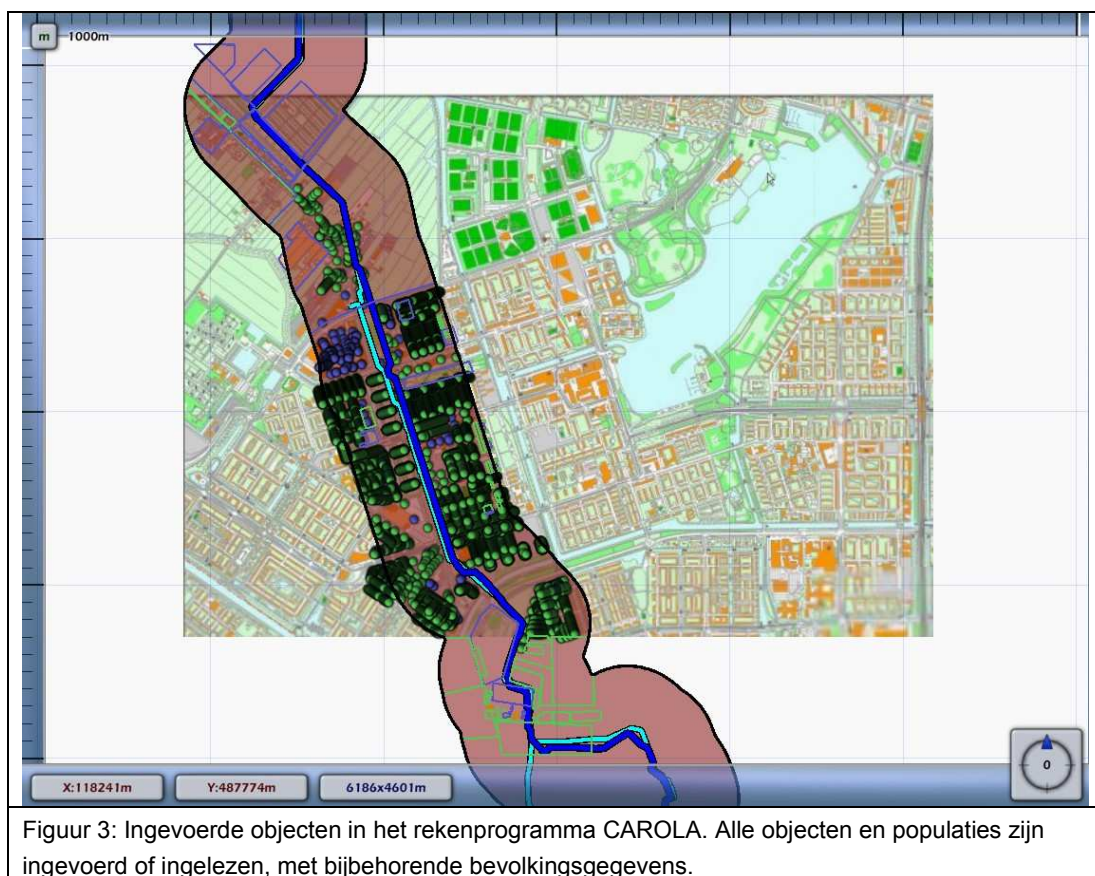 m
1000m
0
X:118241m
Y:487774m
6186x4601m
Figuur 3: Ingevoerde objecten in het rekenprogramma CAROLA. Alle objecten en populaties zijn
ingevoerd of ingelezen, met bijbehorende bevolkingsgegevens.